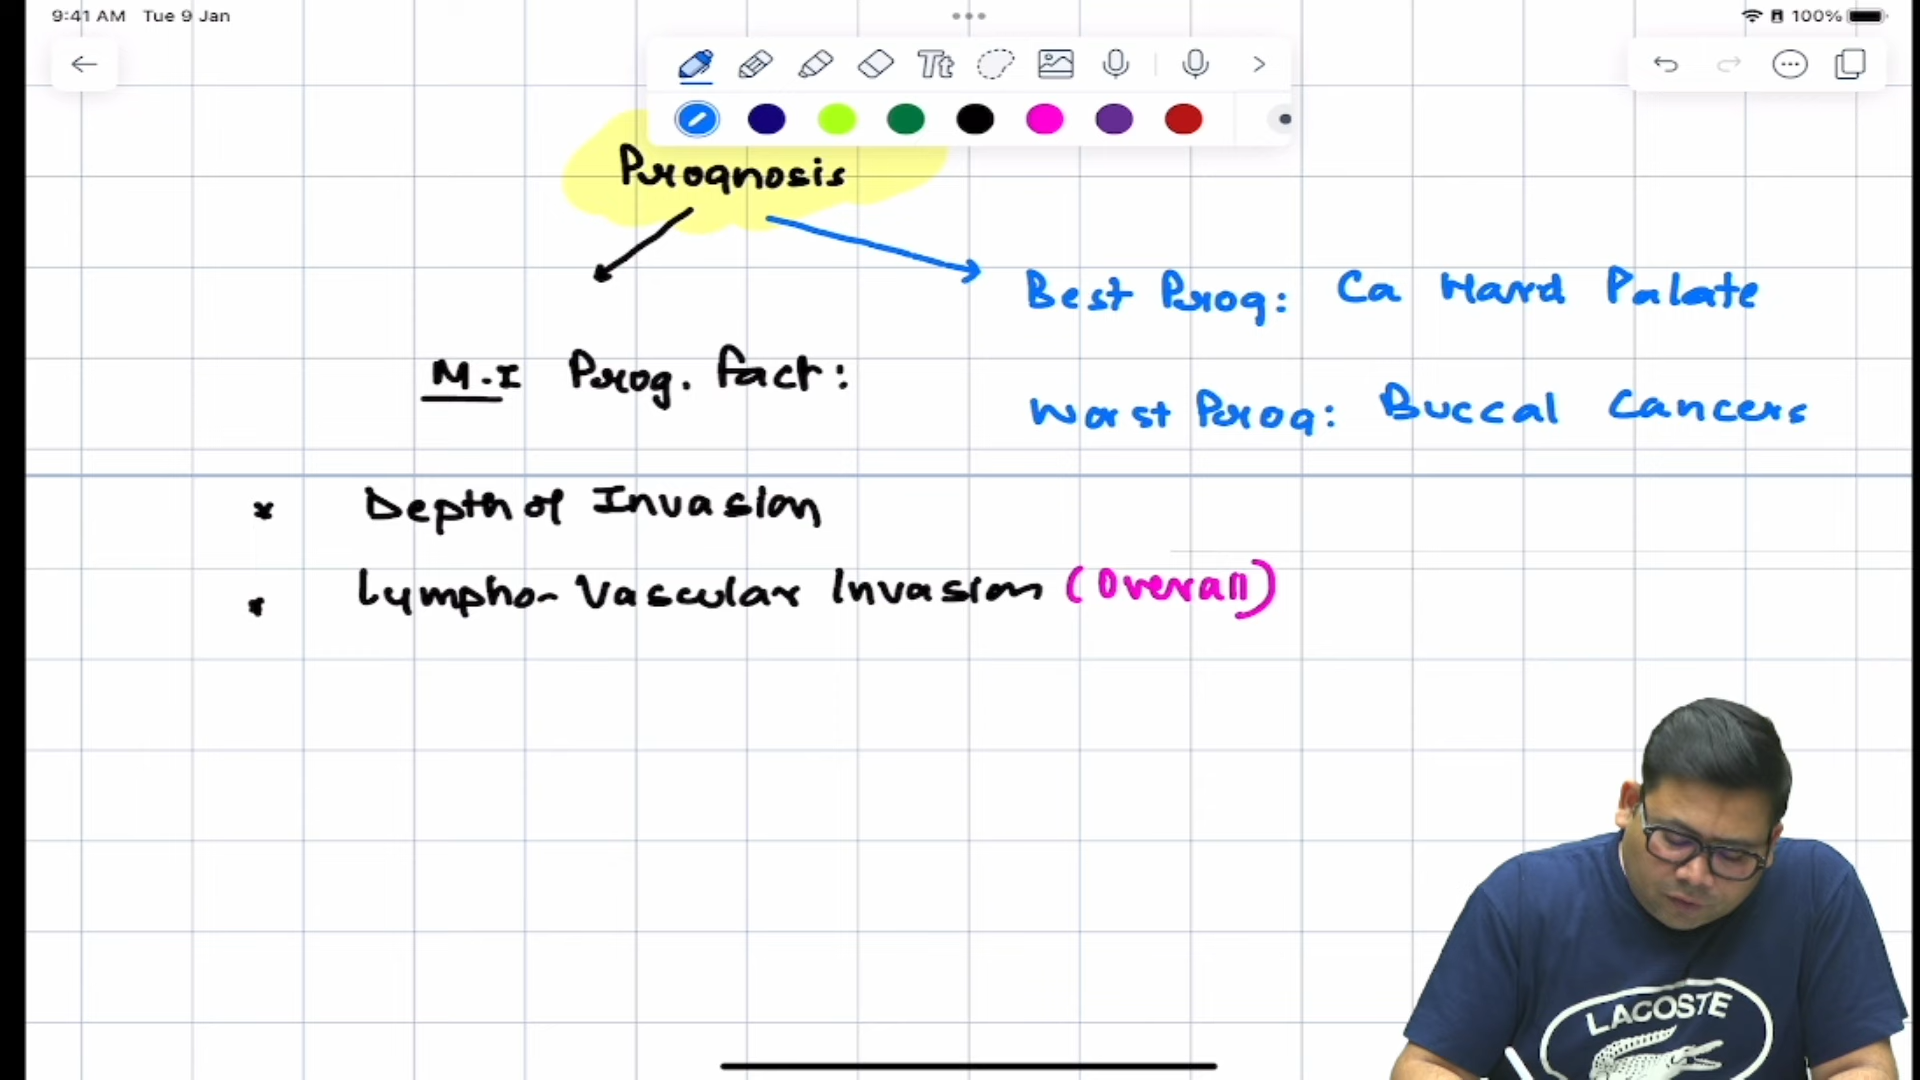 9:41 AM Tue 9 Jan
100%
Tt
Prognosis
Best Prog: Ca Hard Palate
M.I Prog. fact:
Worst Prog: Buccal Cancers
* Depth of Invasion
* Lympho-Vascular Invasion (Overall)
LACOSTE